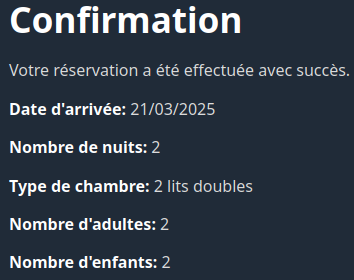 Confirmation
Votre réservation a été effectuée avec succès.
Date d'arrivée: 21/03/2025
Nombre de nuits: 2
Type de chambre: 2 lits doubles
Nombre d'adultes: 2
Nombre d'enfants: 2